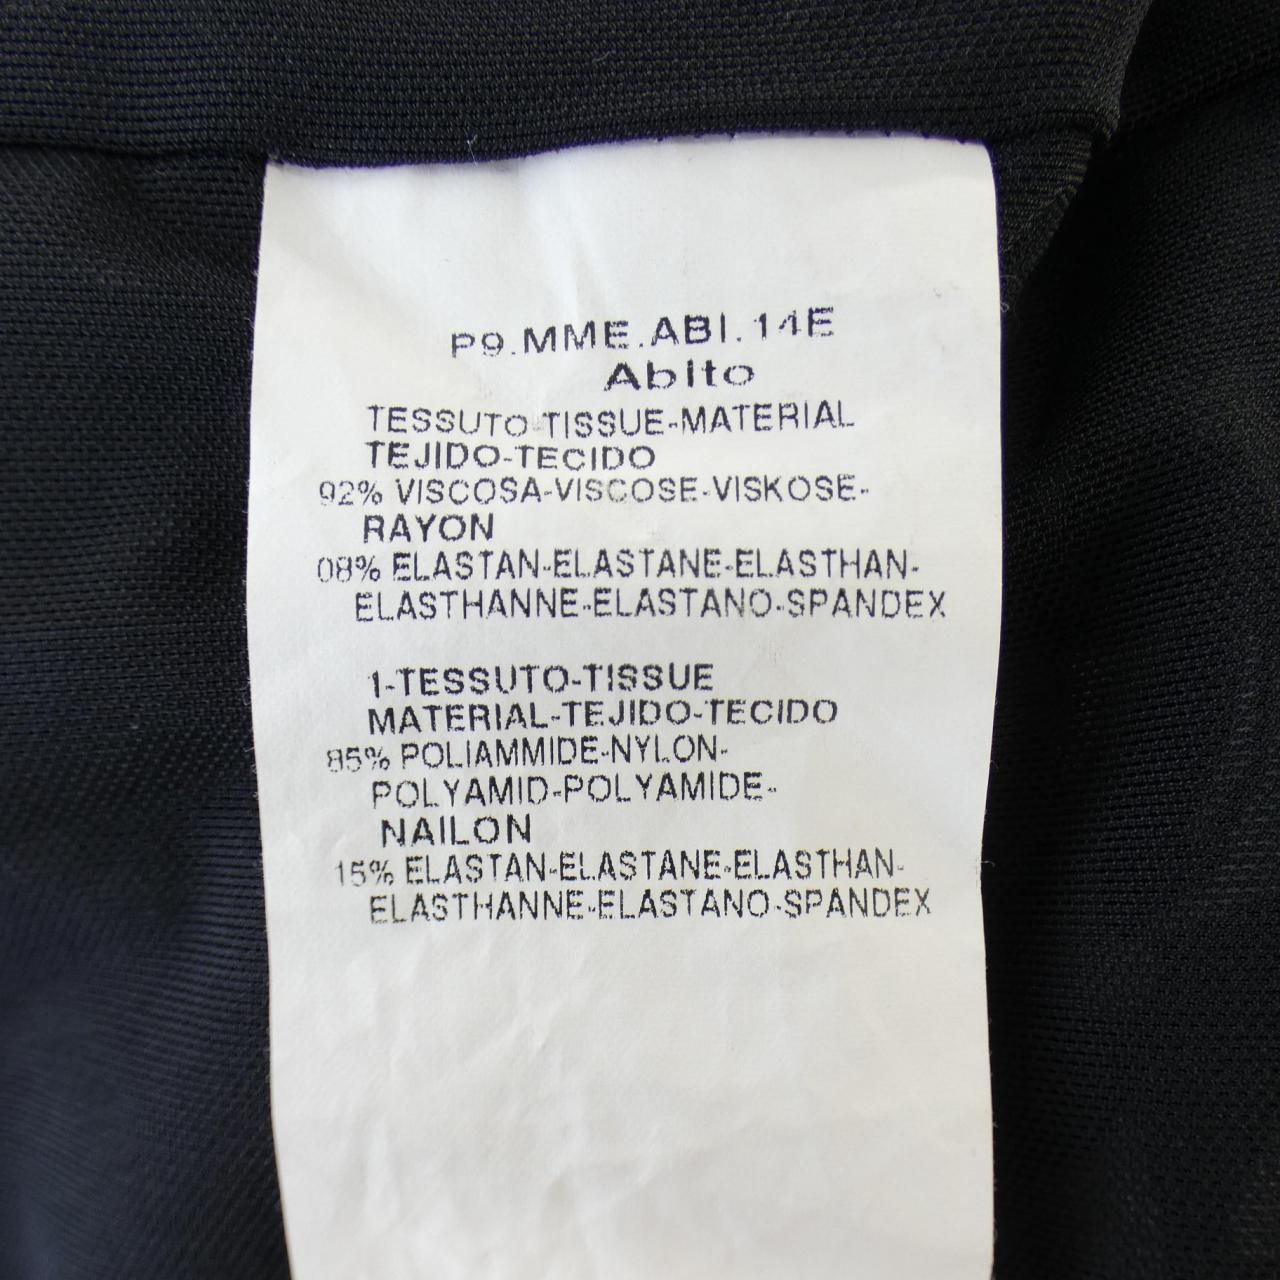 P9.MME.ABI.14E
Abito
TESSUTO-TISSUE-MATERIAL
TEJIDO-TECIDO
92% VISCOSA-VISCOSE-VISKOSE-
RAYON
08% ELASTAN-ELASTANE-ELASTHAN-
ELASTHANNE-ELASTANO-SPANDEX
1-TESSUTO-TISSUE
MATERIAL-TEJIDO-TECIDO
85% POLIAMMIDE-NYLON-
POLYAMID-POLYAMIDE-
NAILON
15% ELASTAN-ELASTANE-ELASTHAN-
ELASTHANNE-ELASTANO-SPANDEX